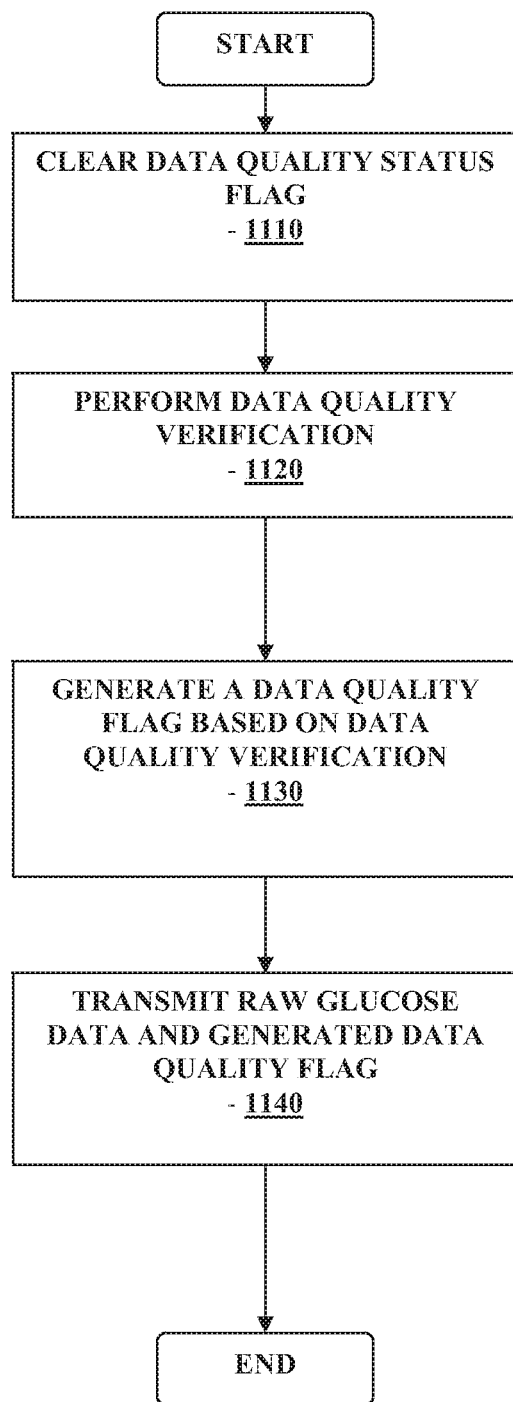 START
CLEAR DATA QUALITY STATUS
FLAG
- 1110
PERFORM DATA QUALITY
VERIFICATION
- 1120
GENERATE A DATA QUALITY
FLAG BASED ON DATA
QUALITY VERIFICATION
- 1130
TRANSMIT RAW GLUCOSE
DATA AND GENERATED DATA
QUALITY FLAG
- 1140
END